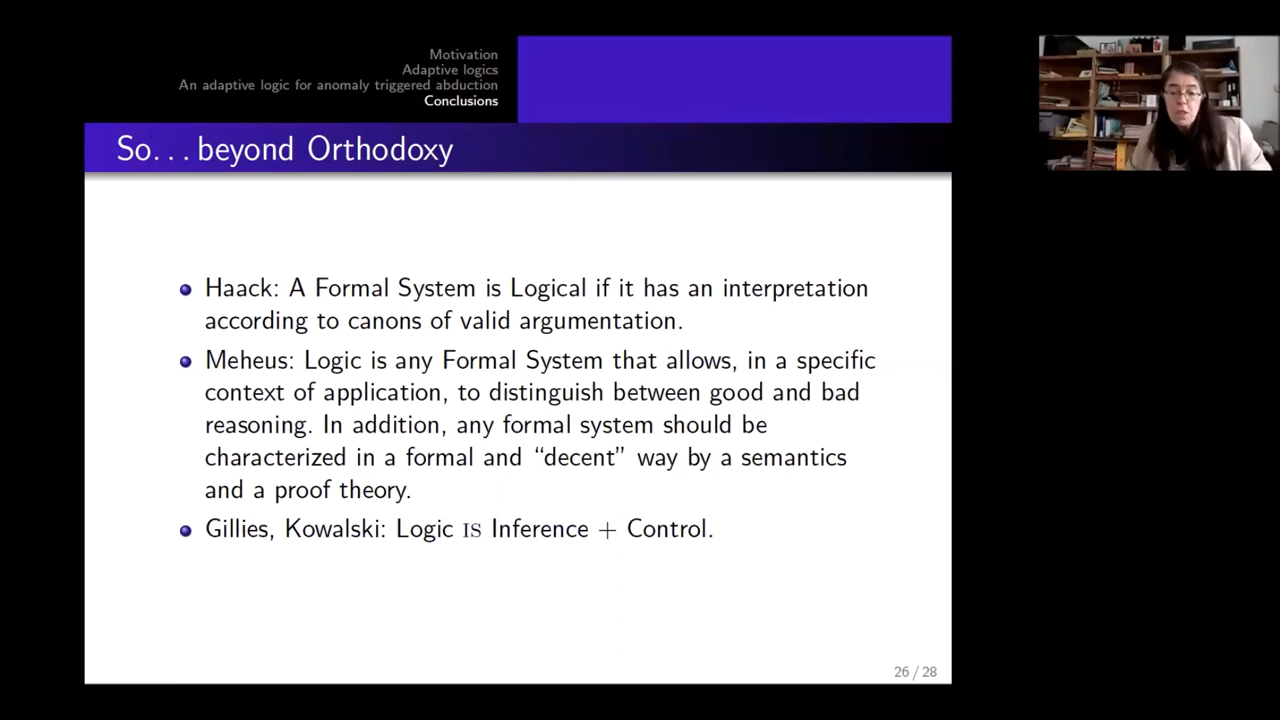 Motivation
Adaptive logics
An adaptive logic for anomaly triggered abduction
Conclusions
So. . . beyond Orthodoxy
Haack: A Formal System is Logical if it has an interpretation
according to canons of valid argumentation.
Meheus: Logic is any Formal System that allows, in a specific
context of application, to distinguish between good and bad
reasoning. In addition, any formal system should be
characterized in a formal and “decent” way by a semantics
and a proof theory.
Gillies, Kowalski: Logic IS Inference + Control.
26 / 28